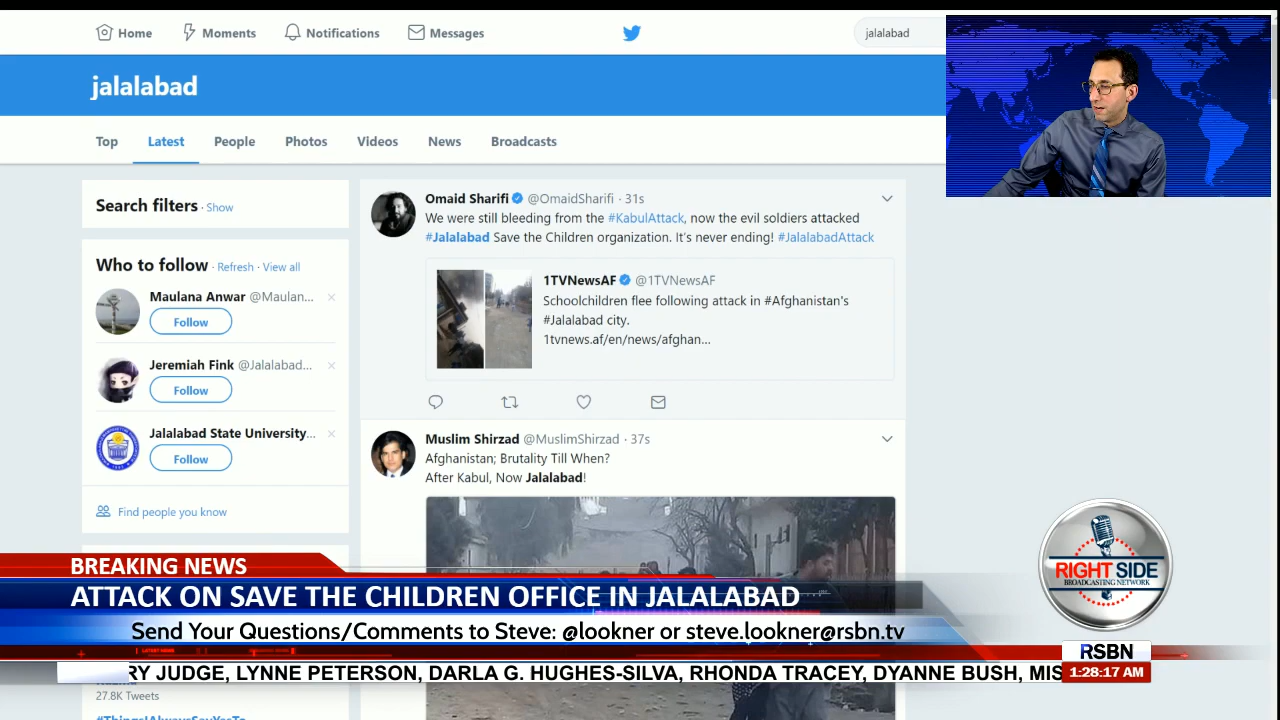 Home
Moments
Notifications
Messages
jalalabad
jalalabad
Top
Latest
People
Photos
Videos
News
Broadcasts
Search filters · Show
Who to follow · Refresh · View all
Maulana Anwar @Maulan...
Follow
Jeremiah Fink @Jalalabad...
Follow
Jalalabad State University...
Follow
Find people you know
Omaid Sharifi @OmaidSharifi · 31s
We were still bleeding from the #KabulAttack, now the evil soldiers attacked
#Jalalabad Save the Children organization. It's never ending! #JalalabadAttack
1TVNewsAF @1TVNewsAF
Schoolchildren flee following attack in #Afghanistan's
#Jalalabad city.
1tvnews.af/en/news/afghan...
Muslim Shirzad @MuslimShirzad · 37s
Afghanistan; Brutality Till When?
After Kabul, Now Jalalabad!
BREAKING NEWS
ATTACK ON SAVE THE CHILDREN OFFICE IN JALALABAD
Send Your Questions/Comments to Steve: @lookner or steve.lookner@rsbn.tv
RIGHT SIDE
BROADCASTING NETWORK
RSBN
RY JUDGE, LYNNE PETERSON, DARLA G. HUGHES-SILVA, RHONDA TRACEY, DYANNE BUSH, MIS
1:28:17 AM
27.8K Tweets
#ThingsIAlwaysSayYesTo